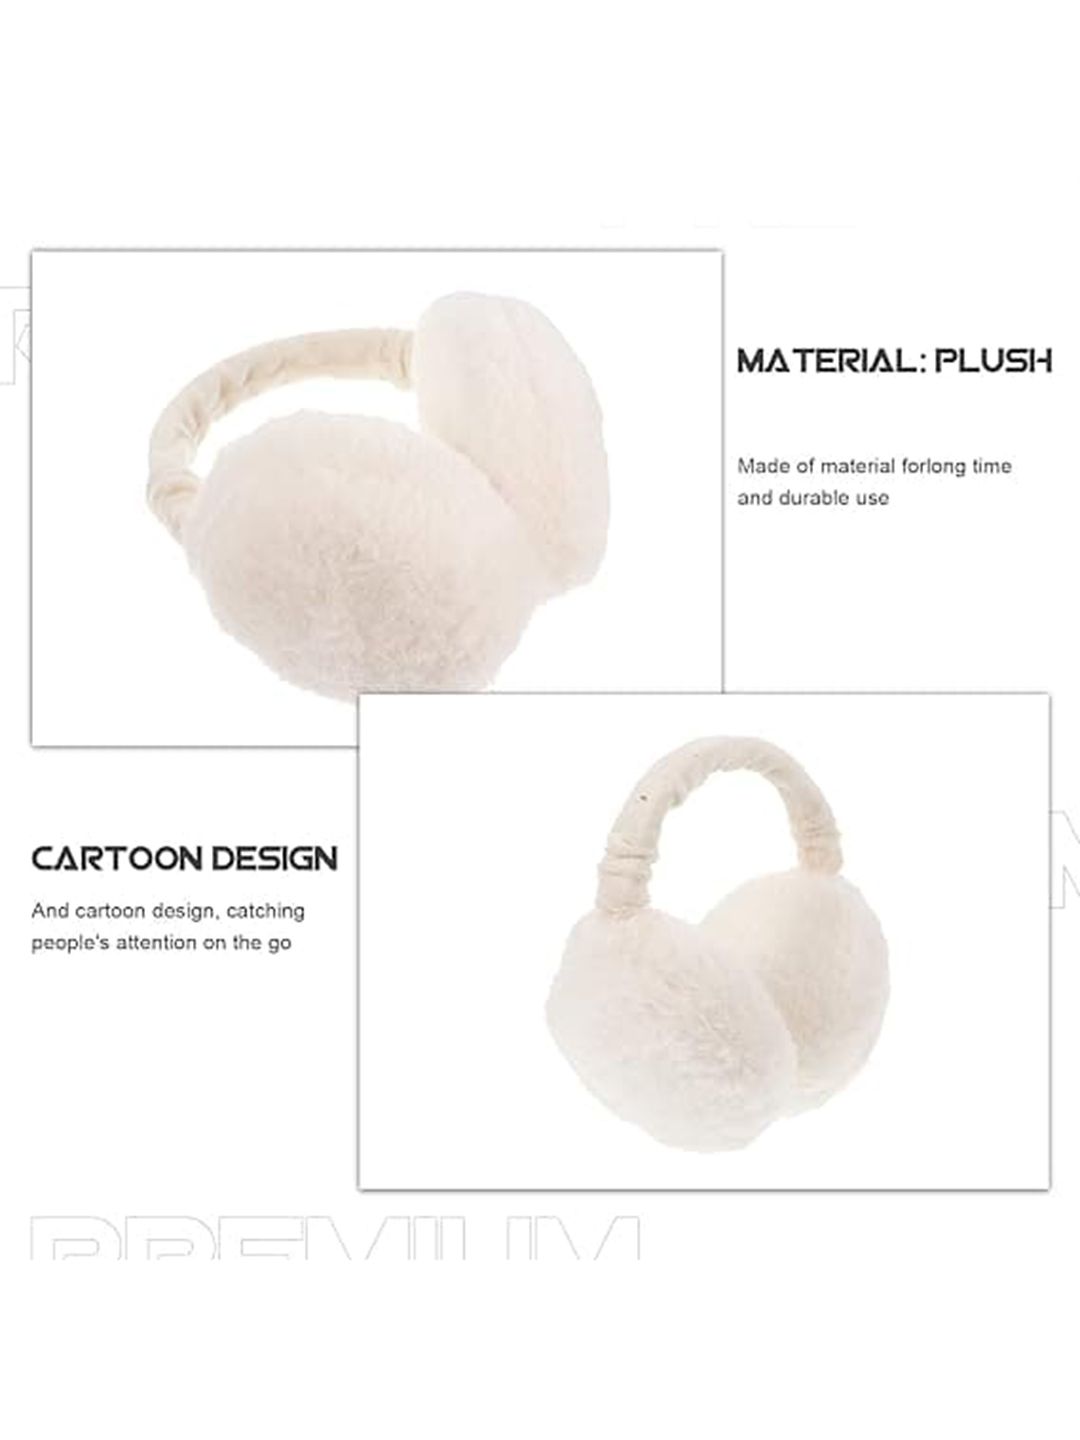 MATERIAL: PLUSH
Made of material forlong time
and durable use
CARTOON DESIGN
And cartoon design, catching
people's attention on the go
PREMIUM